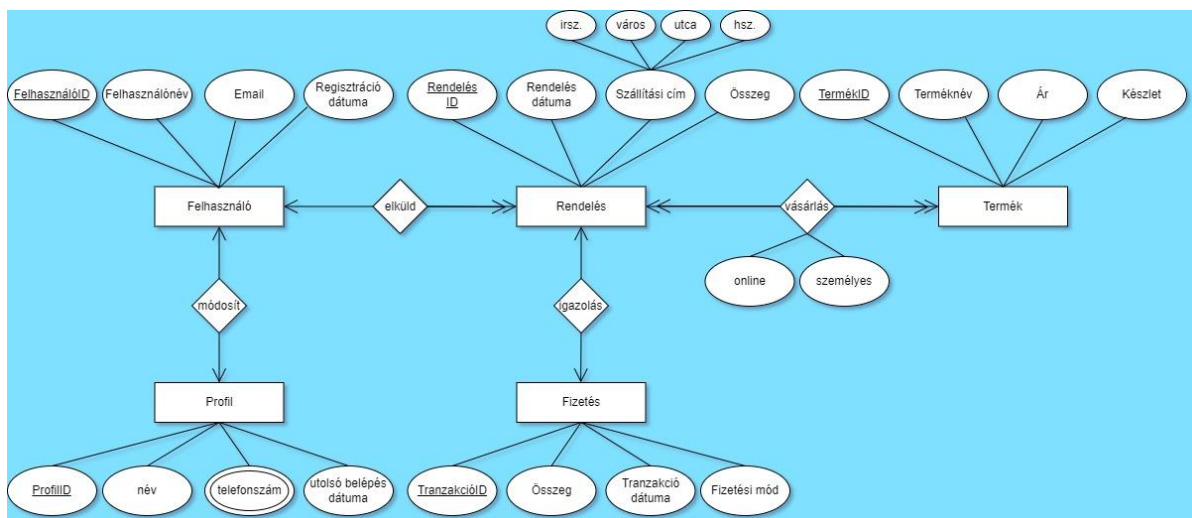 irsz.
város
utca
hsz.
FelhasználóID
Felhasználónév
Email
Regisztráció
dátuma
Rendelés
ID
Rendelés
dátuma
Szállítási cím
Összeg
TermékID
Terméknév
Ár
Készlet
Felhasználó
elküld
Rendelés
vásárlás
Termék
online
személyes
módosít
igazolás
Profil
Fizetés
ProfilID
név
telefonszám
utolsó belépés
dátuma
TranzakcióID
Összeg
Tranzakció
dátuma
Fizetési mód